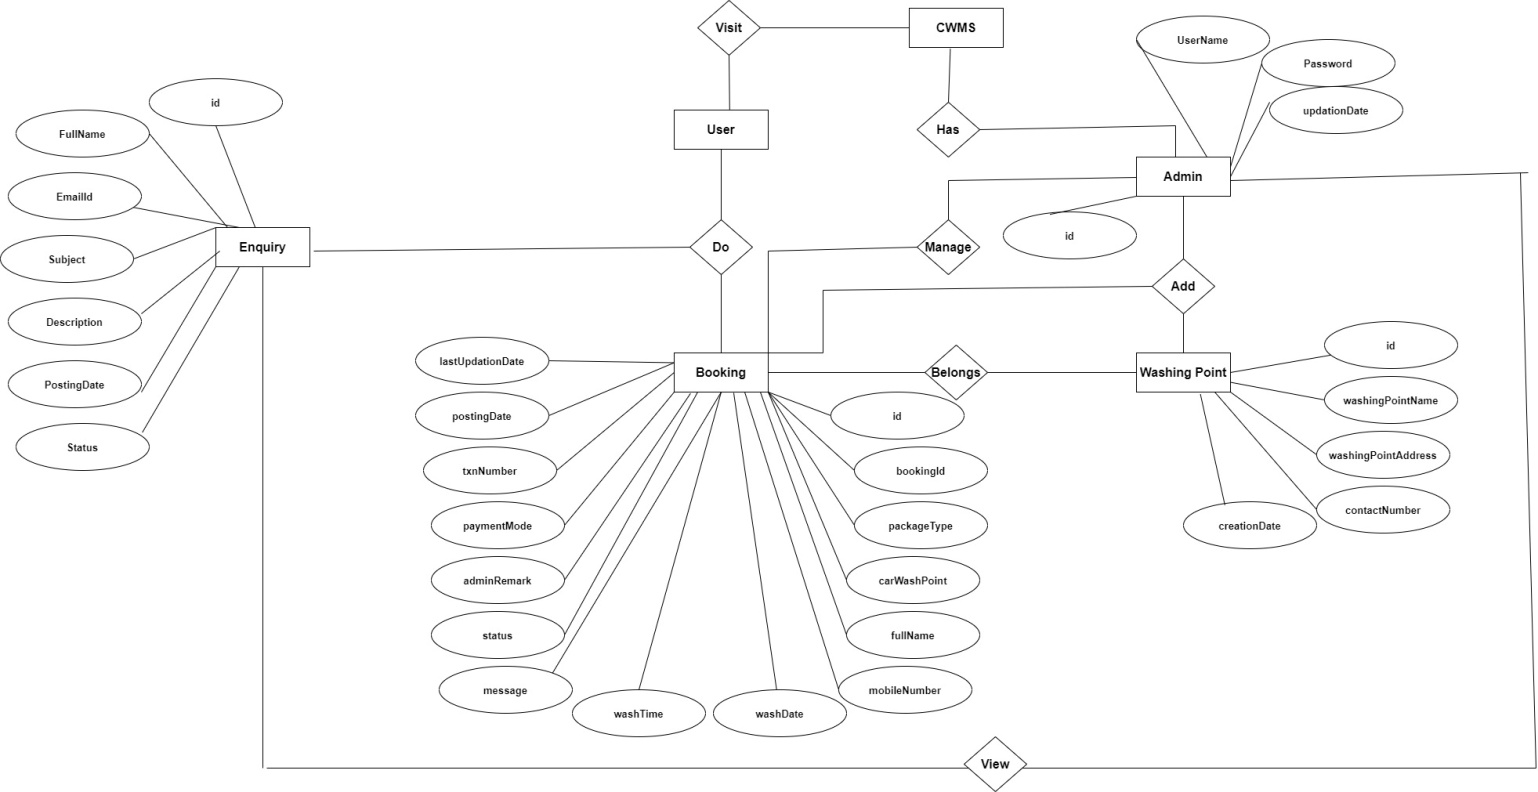 Visit
CWMS
UserName
Password
updationDate
id
FullName
User
Has
EmailId
Admin
Subject
Enquiry
Do
Manage
id
Add
Description
lastUpdationDate
Booking
Belongs
Washing Point
id
PostingDate
postingDate
id
washingPointName
Status
txnNumber
bookingId
washingPointAddress
paymentMode
packageType
creationDate
contactNumber
adminRemark
carWashPoint
status
fullName
message
mobileNumber
washTime
washDate
View